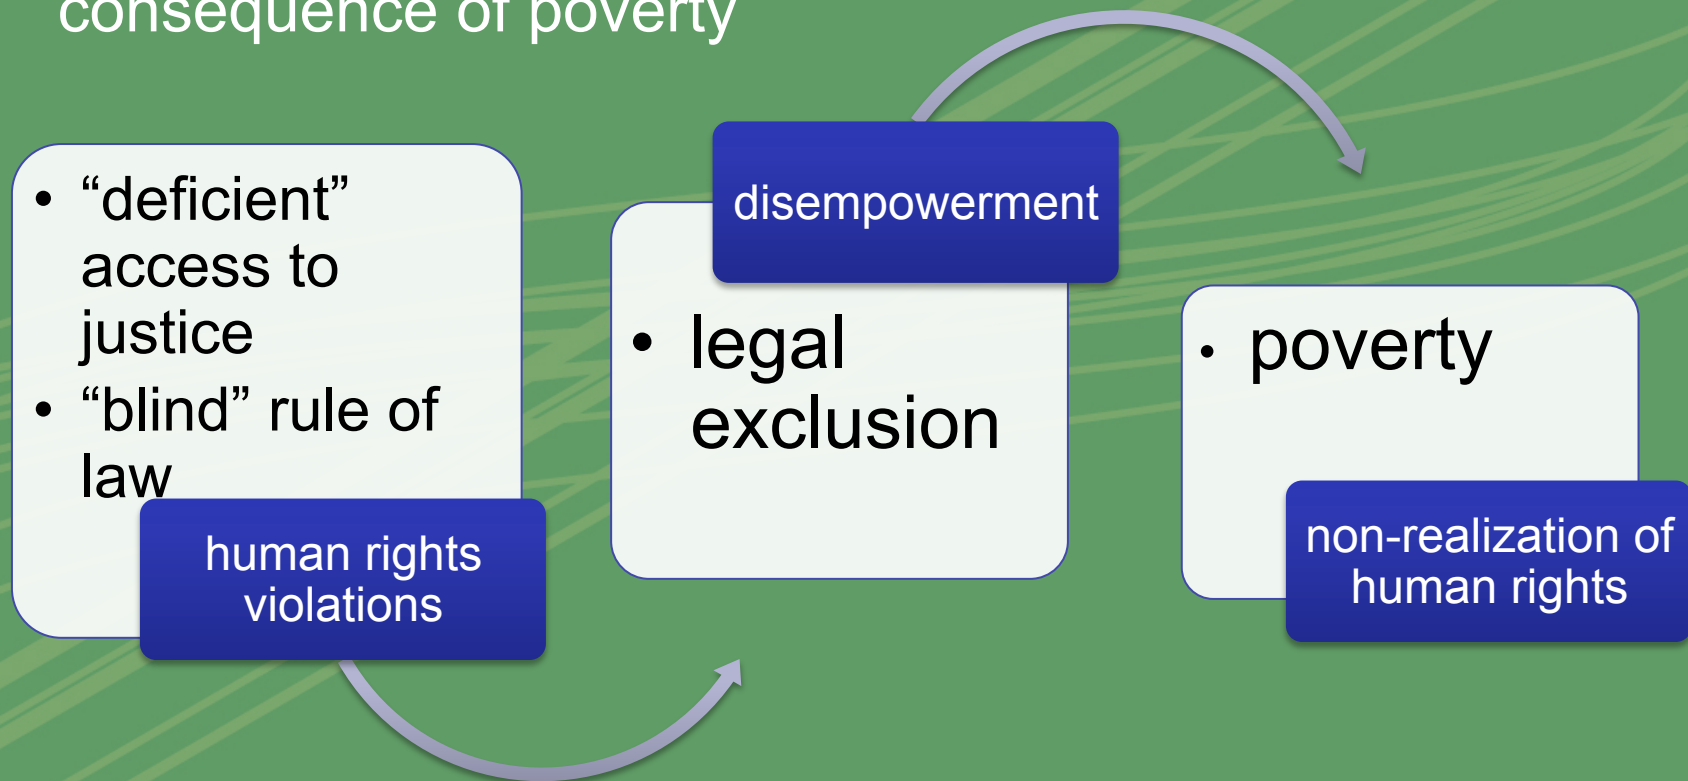 consequence of poverty
• “deficient”
access to
justice
• “blind” rule of
law
human rights
violations
disempowerment
• legal
exclusion
• poverty
non-realization of
human rights